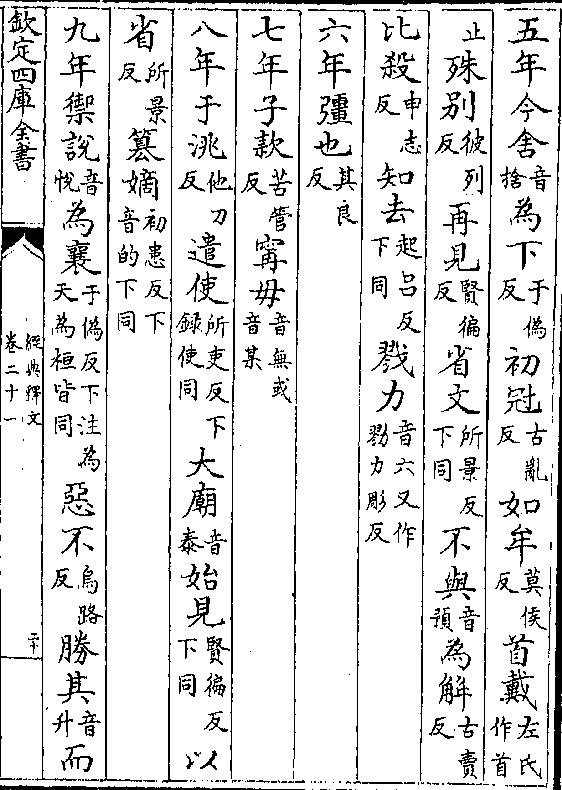 五年今舍音捨為下于偽反初冠古亂反如牟莫侯反首戴左氏作首
止殊别彼列反再見賢徧反省文所景反下同不與音預為解古賣反
比殺申志反知去起呂反下同戮力音六又作勠力彫反
六年彊也其良反
七年子款苦管反甯毋音無或音某
八年于洮他刀反遣使所吏反下録使同大廟音泰始見賢徧反下同以
省所景反簒嫡初患反下音的下同
九年禦說音悅為襄于偽反下注為天為桓皆同惡不烏路反勝其音升而
欽定四庫全書
經典釋文
卷二十一
二十